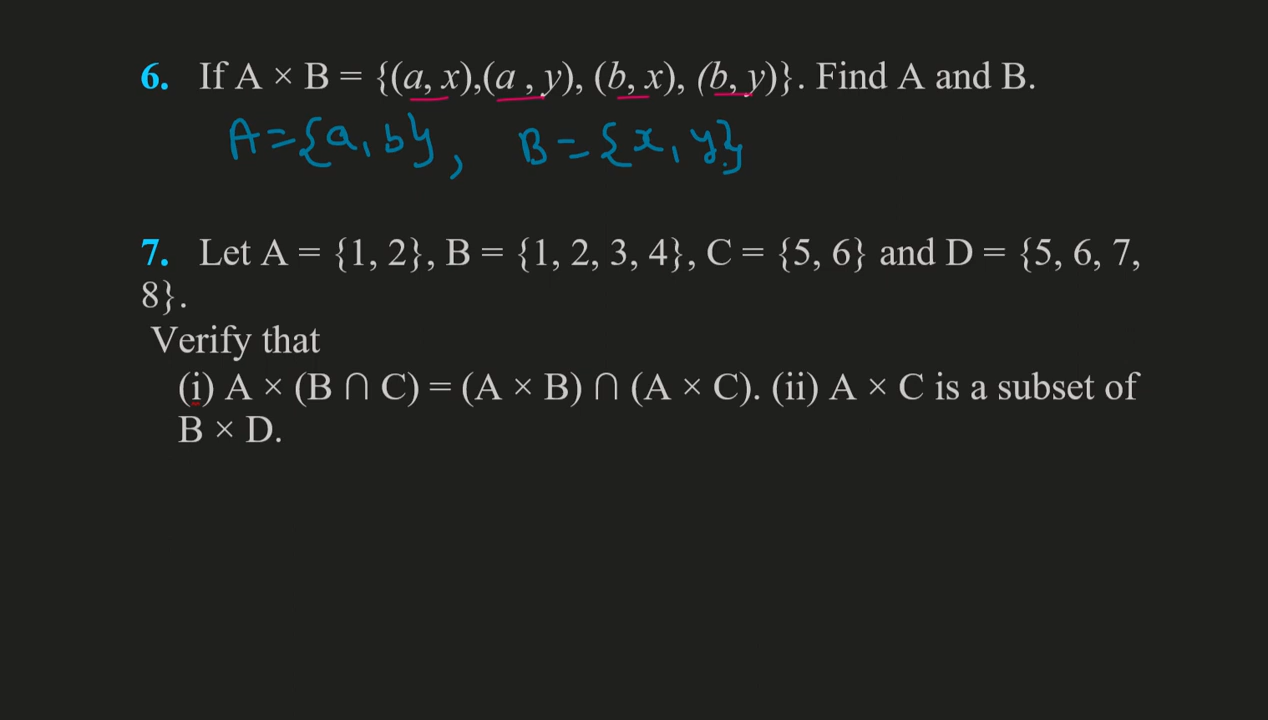 6. If A × B = {(a, x),(a , y), (b, x), (b, y)}. Find A and B.
A={a, b}, B={x, y}
7. Let A = {1, 2}, B = {1, 2, 3, 4}, C = {5, 6} and D = {5, 6, 7,
8}.
Verify that
(i) A × (B ∩ C) = (A × B) ∩ (A × C). (ii) A × C is a subset of
B × D.